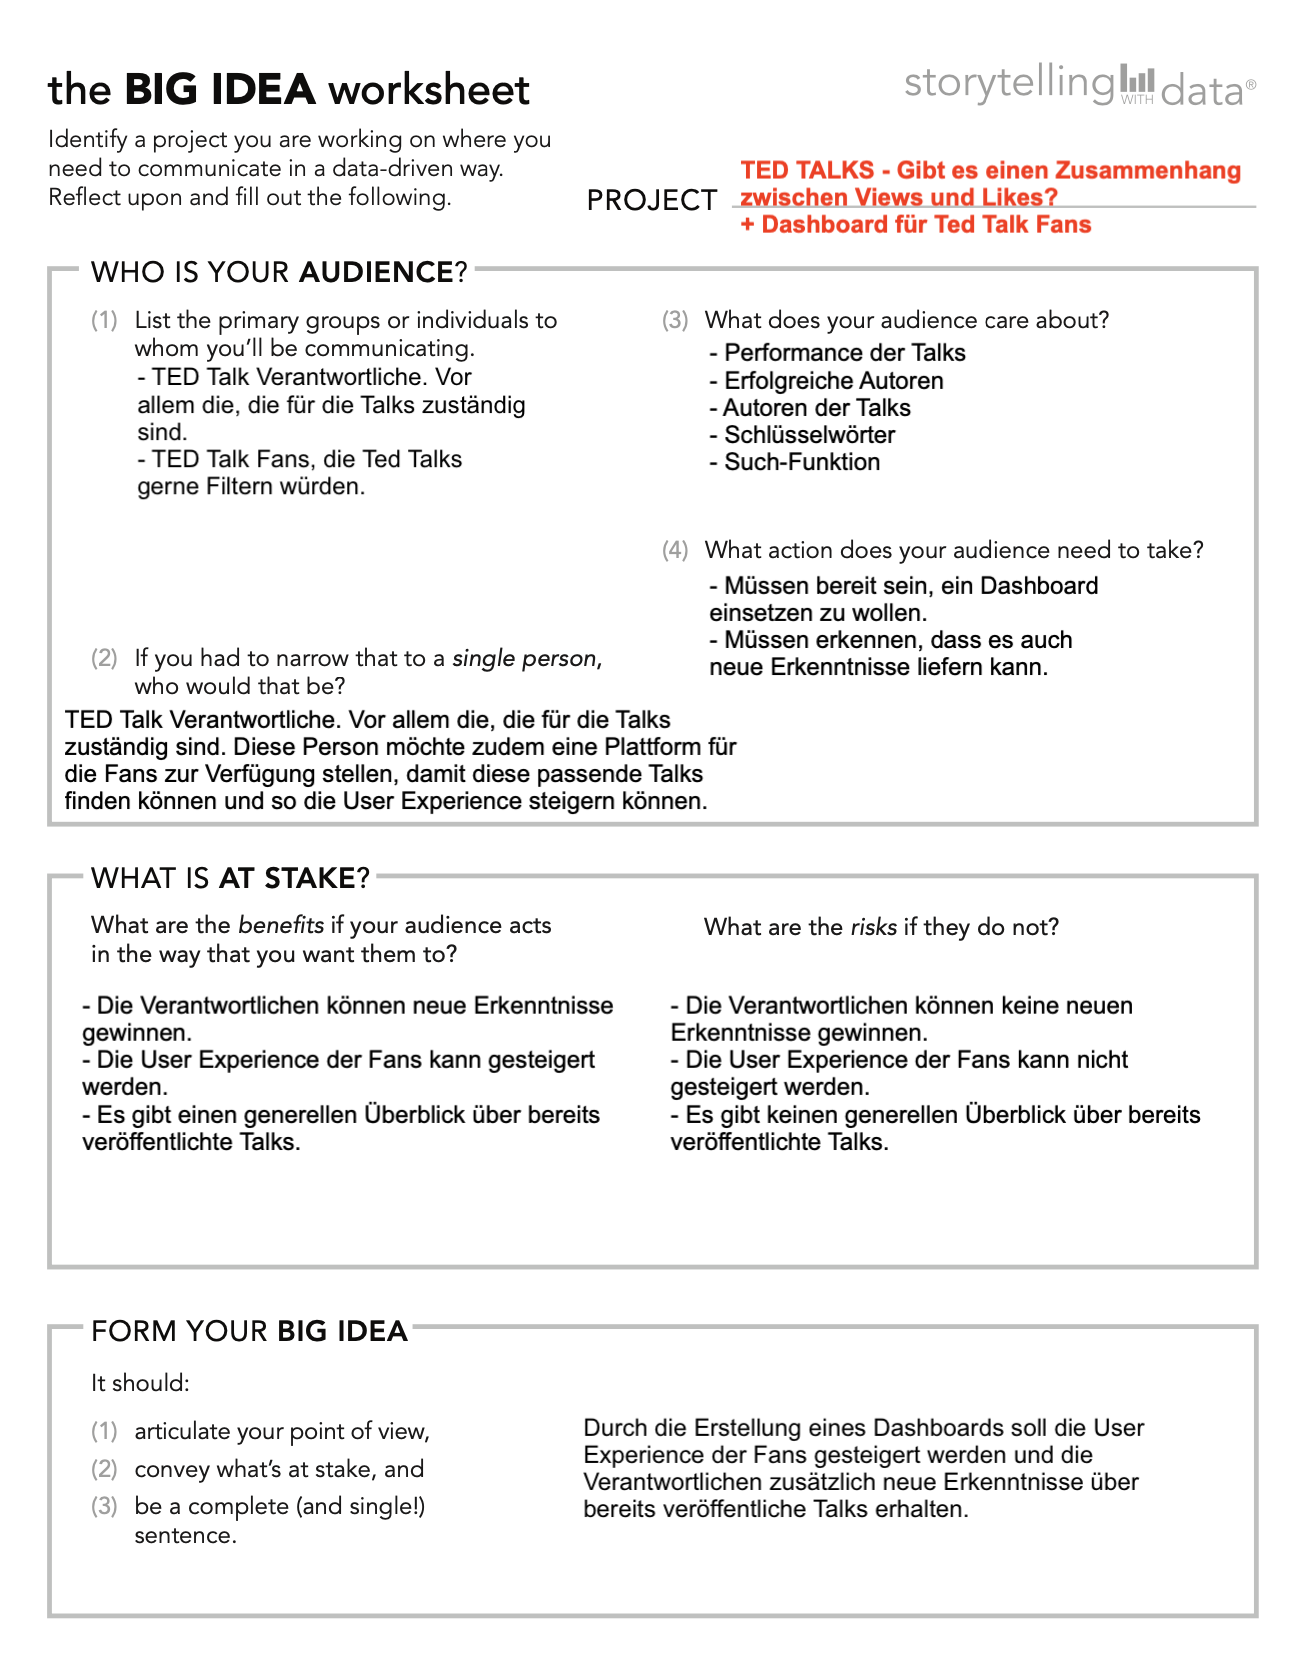 the BIG IDEA worksheet
storytelling WITH data®
Identify a project you are working on where you
need to communicate in a data-driven way.
Reflect upon and fill out the following.
PROJECT
TED TALKS - Gibt es einen Zusammenhang
zwischen Views und Likes?
+ Dashboard für Ted Talk Fans
WHO IS YOUR AUDIENCE?
(1) List the primary groups or individuals to
whom you'll be communicating.
- TED Talk Verantwortliche. Vor
allem die, die für die Talks zuständig
sind.
- TED Talk Fans, die Ted Talks
gerne Filtern würden.
(2) If you had to narrow that to a single person,
who would that be?
TED Talk Verantwortliche. Vor allem die, die für die Talks
zuständig sind. Diese Person möchte zudem eine Plattform für
die Fans zur Verfügung stellen, damit diese passende Talks
finden können und so die User Experience steigern können.
(3) What does your audience care about?
- Performance der Talks
- Erfolgreiche Autoren
- Autoren der Talks
- Schlüsselwörter
- Such-Funktion
(4) What action does your audience need to take?
- Müssen bereit sein, ein Dashboard
einsetzen zu wollen.
- Müssen erkennen, dass es auch
neue Erkenntnisse liefern kann.
WHAT IS AT STAKE?
What are the benefits if your audience acts
in the way that you want them to?
- Die Verantwortlichen können neue Erkenntnisse
gewinnen.
- Die User Experience der Fans kann gesteigert
werden.
- Es gibt einen generellen Überblick über bereits
veröffentlichte Talks.
What are the risks if they do not?
- Die Verantwortlichen können keine neuen
Erkenntnisse gewinnen.
- Die User Experience der Fans kann nicht
gesteigert werden.
- Es gibt keinen generellen Überblick über bereits
veröffentlichte Talks.
FORM YOUR BIG IDEA
It should:
(1) articulate your point of view,
(2) convey what's at stake, and
(3) be a complete (and single!)
sentence.
Durch die Erstellung eines Dashboards soll die User
Experience der Fans gesteigert werden und die
Verantwortlichen zusätzlich neue Erkenntnisse über
bereits veröffentliche Talks erhalten.